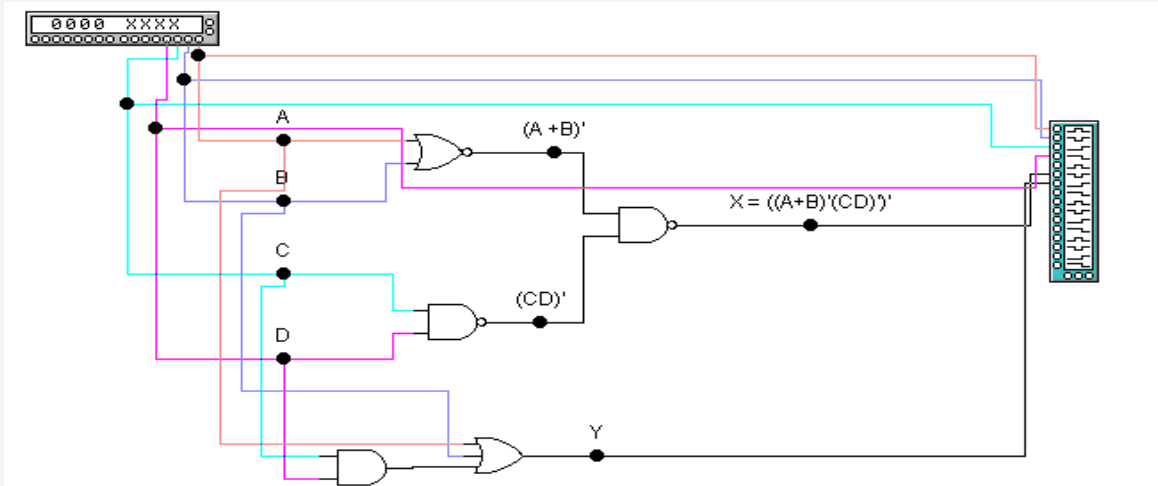 0000 XXXX
A
(A +B)'
B
X = ((A+B)'(CD)')'
C
(CD)'
D
Y